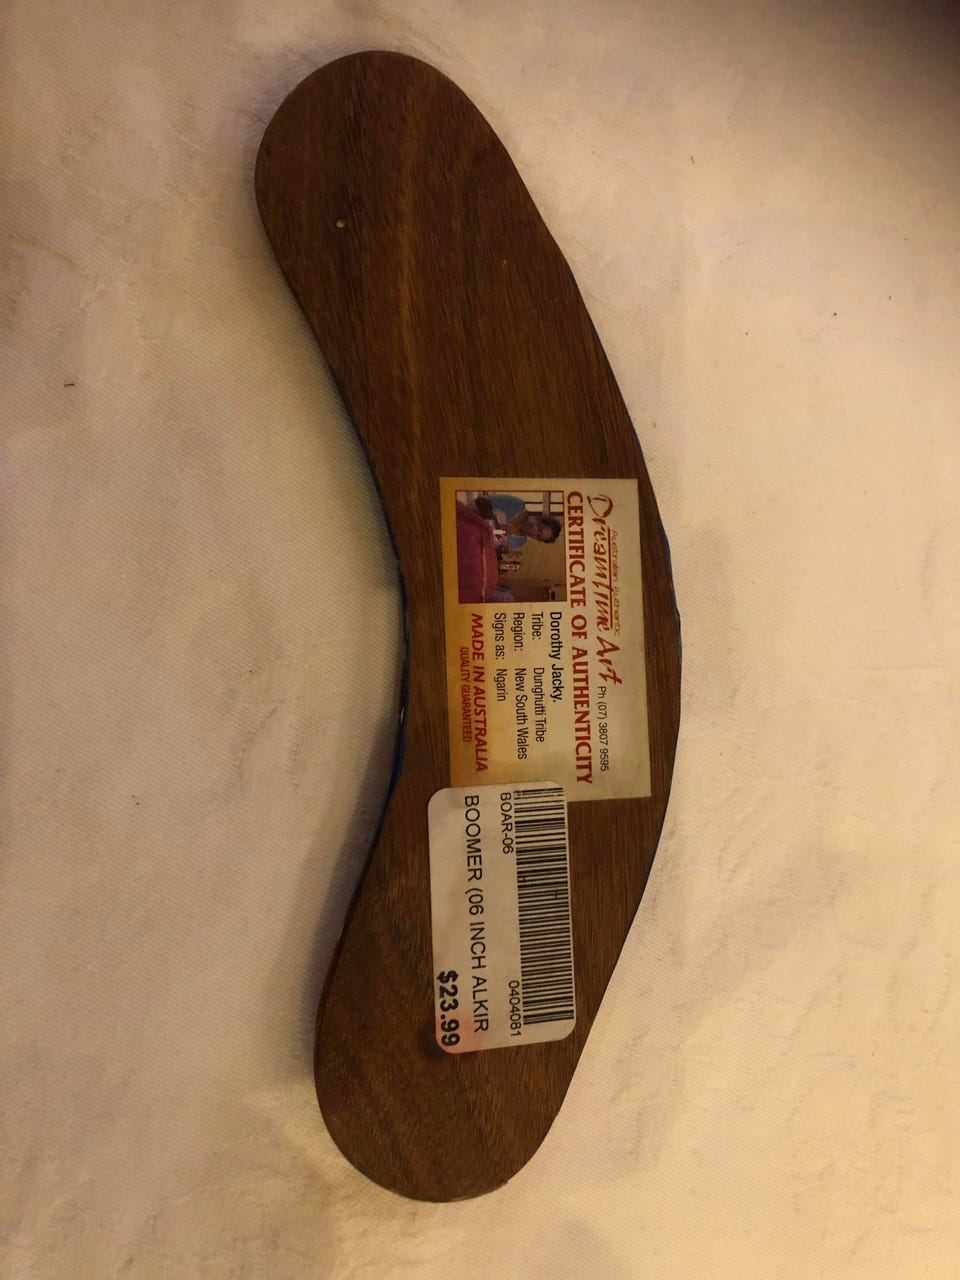 Australian Authentic
Dreamtime Art Ph (07) 3807 9595
CERTIFICATE OF AUTHENTICITY
Dorothy Jacky.
Tribe: Dunghutti Tribe
Region: New South Wales
Signs as: Ngarin
MADE IN AUSTRALIA
QUALITY GUARANTEED
BOAR-06 0404081
BOOMER (06 INCH ALKIR
$23.99